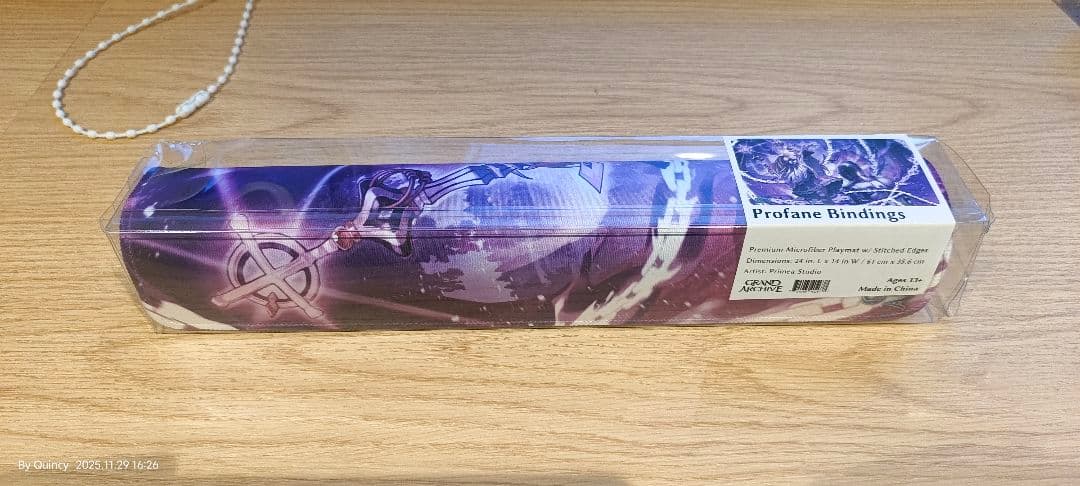 Profane Bindings
Premium Microfiber Playmat w/ Stitched Edges
Dimensions: 24 in. L x 14 in W / 61 cm x 35.6 cm
Artist: Primea Studio
GRAND
ARCHIVE
Ages 13+
Made in China
By Quincy 2025.11.29 16:26